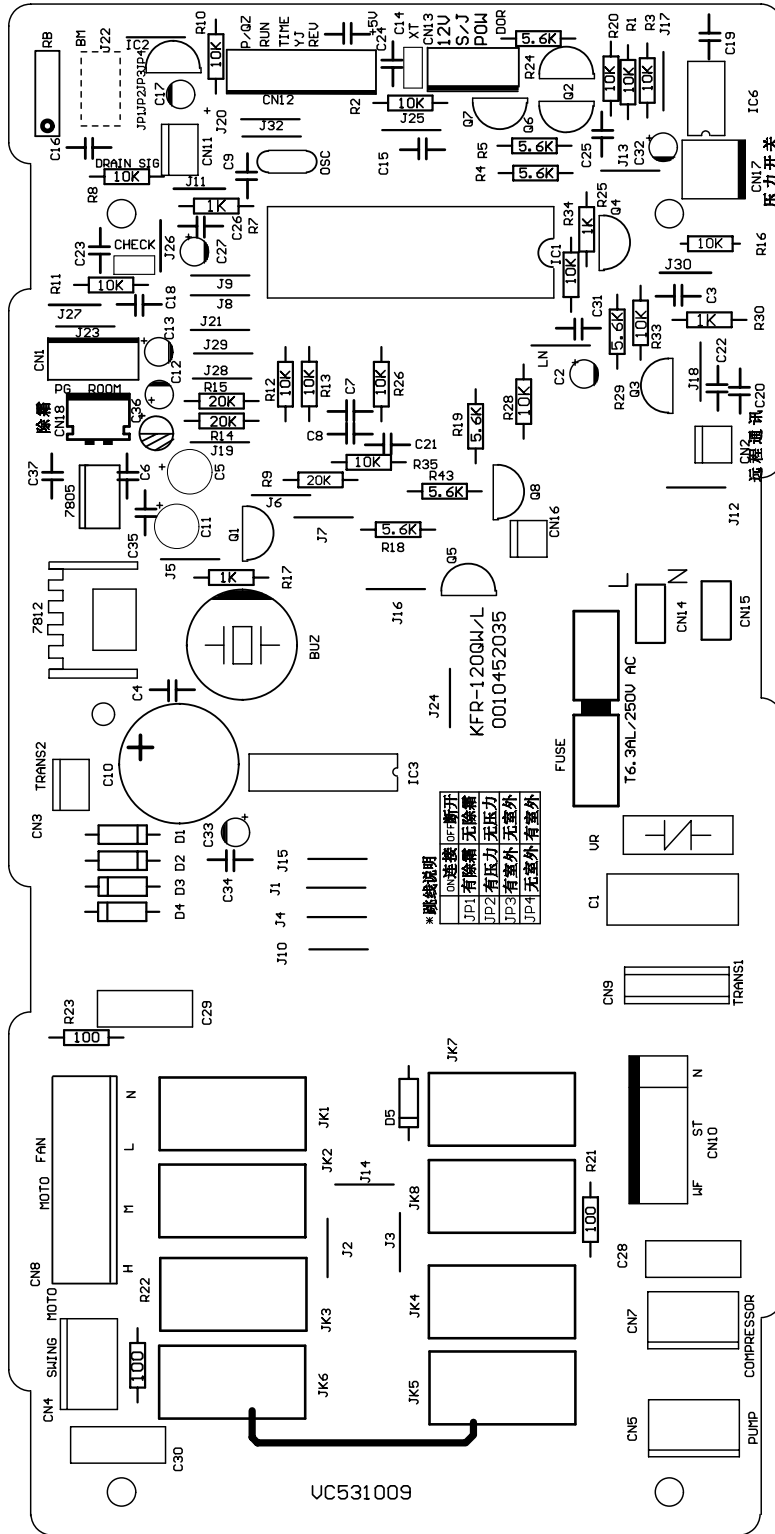 RB
BM
J22
IC2
JP1JP2JP3JP4
C17
R10
10K
P/QZ
RUN
TIME
YJ
REV
+5V
C24
C14
XT
CN13
12V
S/J
POW
DOR
5.6K
R24
Q2
R20
R1
R3
J17
10K
10K
10K
C19
IC6
CN12
R2
10K
J25
Q7
Q6
C16
J20
CN11
J32
OSC
C9
C15
R5
5.6K
R4
5.6K
C25
J13
C32
CN17
压力开关
DRAIN SIG
10K
R8
J11
1K
R7
C26
C27
J26
C23
CHECK
R11
10K
C18
J9
J8
IC1
R34
10K
R25
1K
Q4
10K
R16
J30
C3
1K
R30
C31
J27
J23
CN1
C13
C12
J21
J29
J28
LN
C2
5.6K
R29
10K
R33
Q3
J18
C22
C20
PG ROOM
除霜
CN18
C36
R15
20K
20K
R14
J19
R12
10K
10K
R13
C7
C8
10K
R26
C21
10K
R35
R19
5.6K
R28
10K
CN2
远程通讯
C37
7805
C6
C5
R9
20K
J6
R43
5.6K
Q8
CN16
J12
C35
C11
Q1
J7
5.6K
R18
J5
1K
R17
Q5
J16
7812
BUZ
L
N
CN14
CN15
C4
J24
KFR-120QW/L
0010452035
FUSE
T6.3AL/250V AC
TRANS2
CN3
C10
IC3
D1
D2
D3
D4
C33
C34
J15
J1
J4
J10
*跳线说明
ON连接 OFF断开
JP1 有除霜 无除霜
JP2 有压力 无压力
JP3 有室外 无室外
JP4 无室外 有室外
VR
C1
CN9
TRANS1
R23
100
C29
JK7
D5
MOTO FAN
CN8
N
L
M
H
JK1
JK2
J14
JK8
R21
100
N
ST
WF
CN10
J2
J3
R22
JK3
JK4
C28
CN7
COMPRESSOR
SWING MOTO
CN4
100
JK6
JK5
CN5
PUMP
C30
VC531009